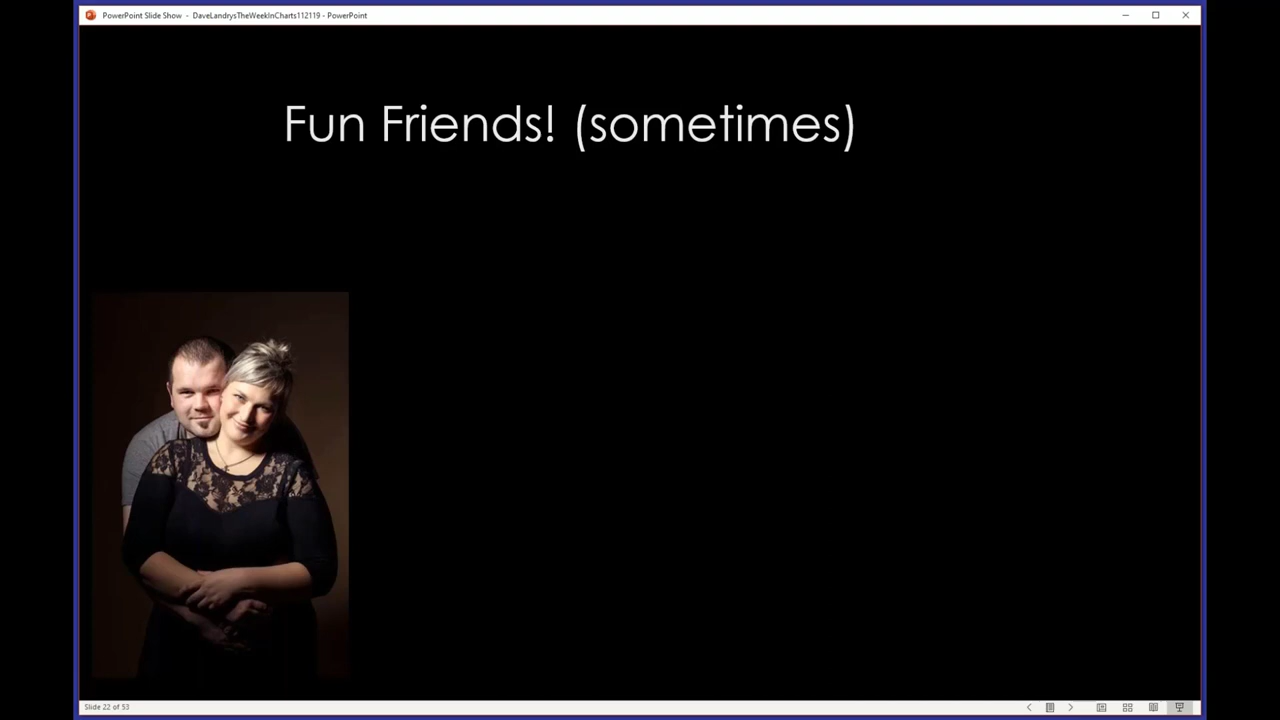 PowerPoint Slide Show - DaveLandrysTheWeekInCharts112119 - PowerPoint
Fun Friends! (sometimes)
Slide 22 of 53